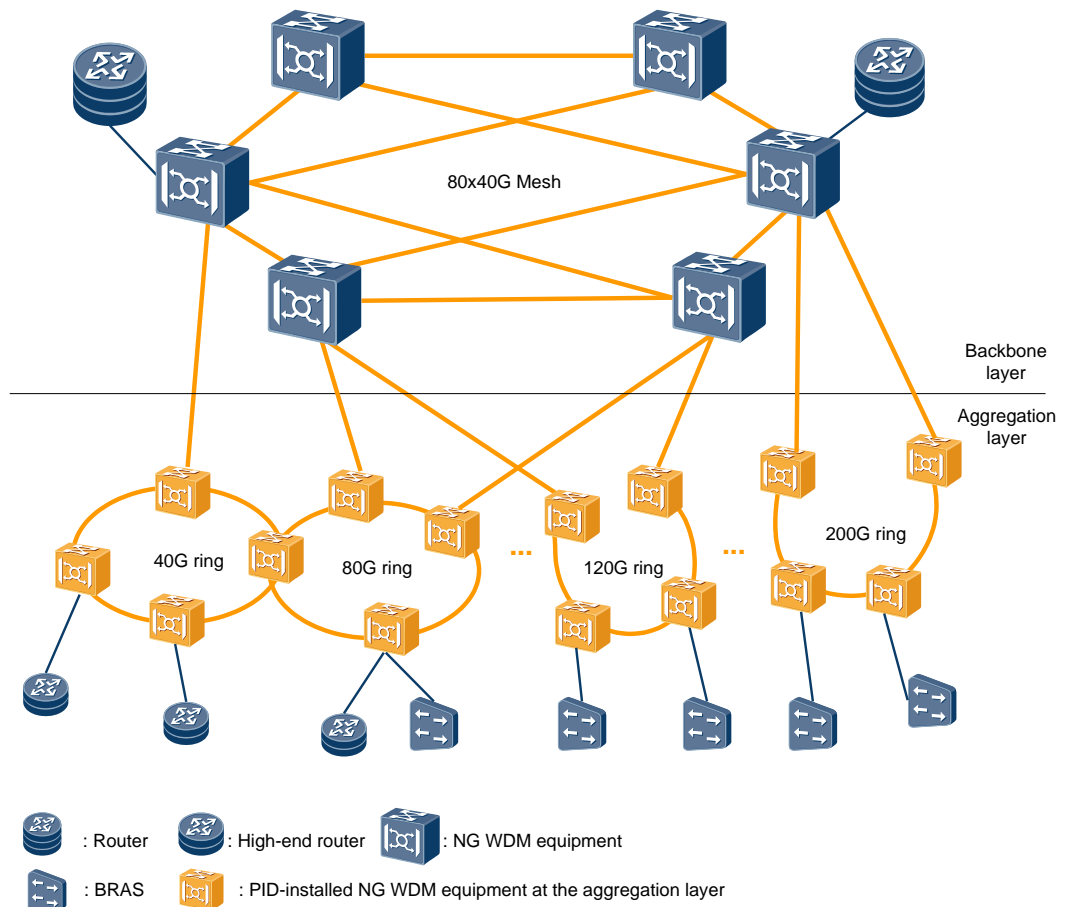 80x40G Mesh
Backbone
layer
Aggregation
layer
40G ring
80G ring
...
120G ring
...
200G ring
: Router
: High-end router
: NG WDM equipment
: BRAS
: PID-installed NG WDM equipment at the aggregation layer